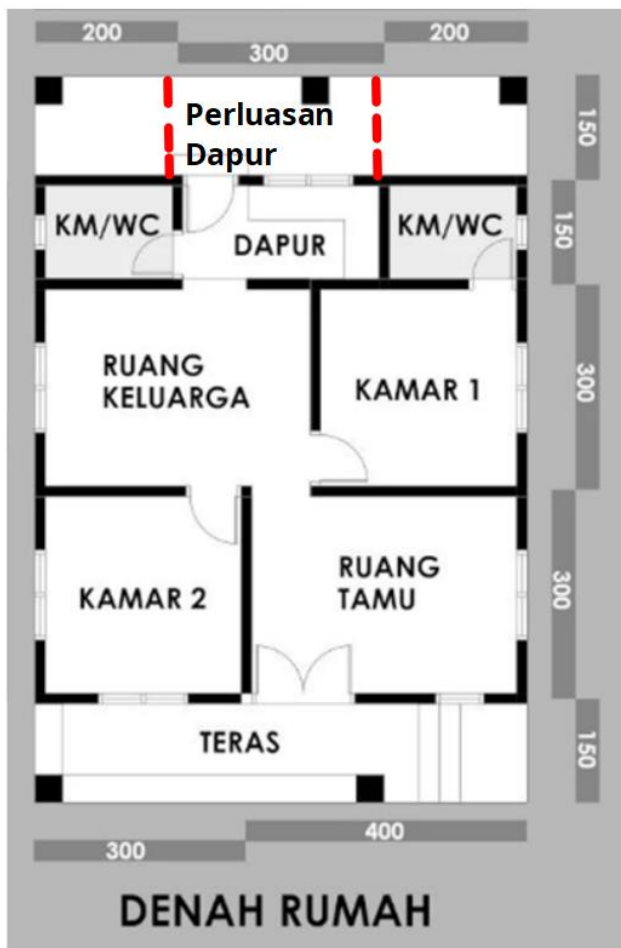 200
300
200
Perluasan
Dapur
150
KM/WC
DAPUR
KM/WC
150
RUANG
KELUARGA
KAMAR 1
300
KAMAR 2
RUANG
TAMU
300
TERAS
150
300
400
DENAH RUMAH